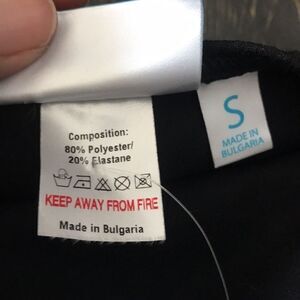 Composition:
80% Polyester/
20% Elastane
KEEP AWAY FROM FIRE
Made in Bulgaria
S
MADE IN
BULGARIA